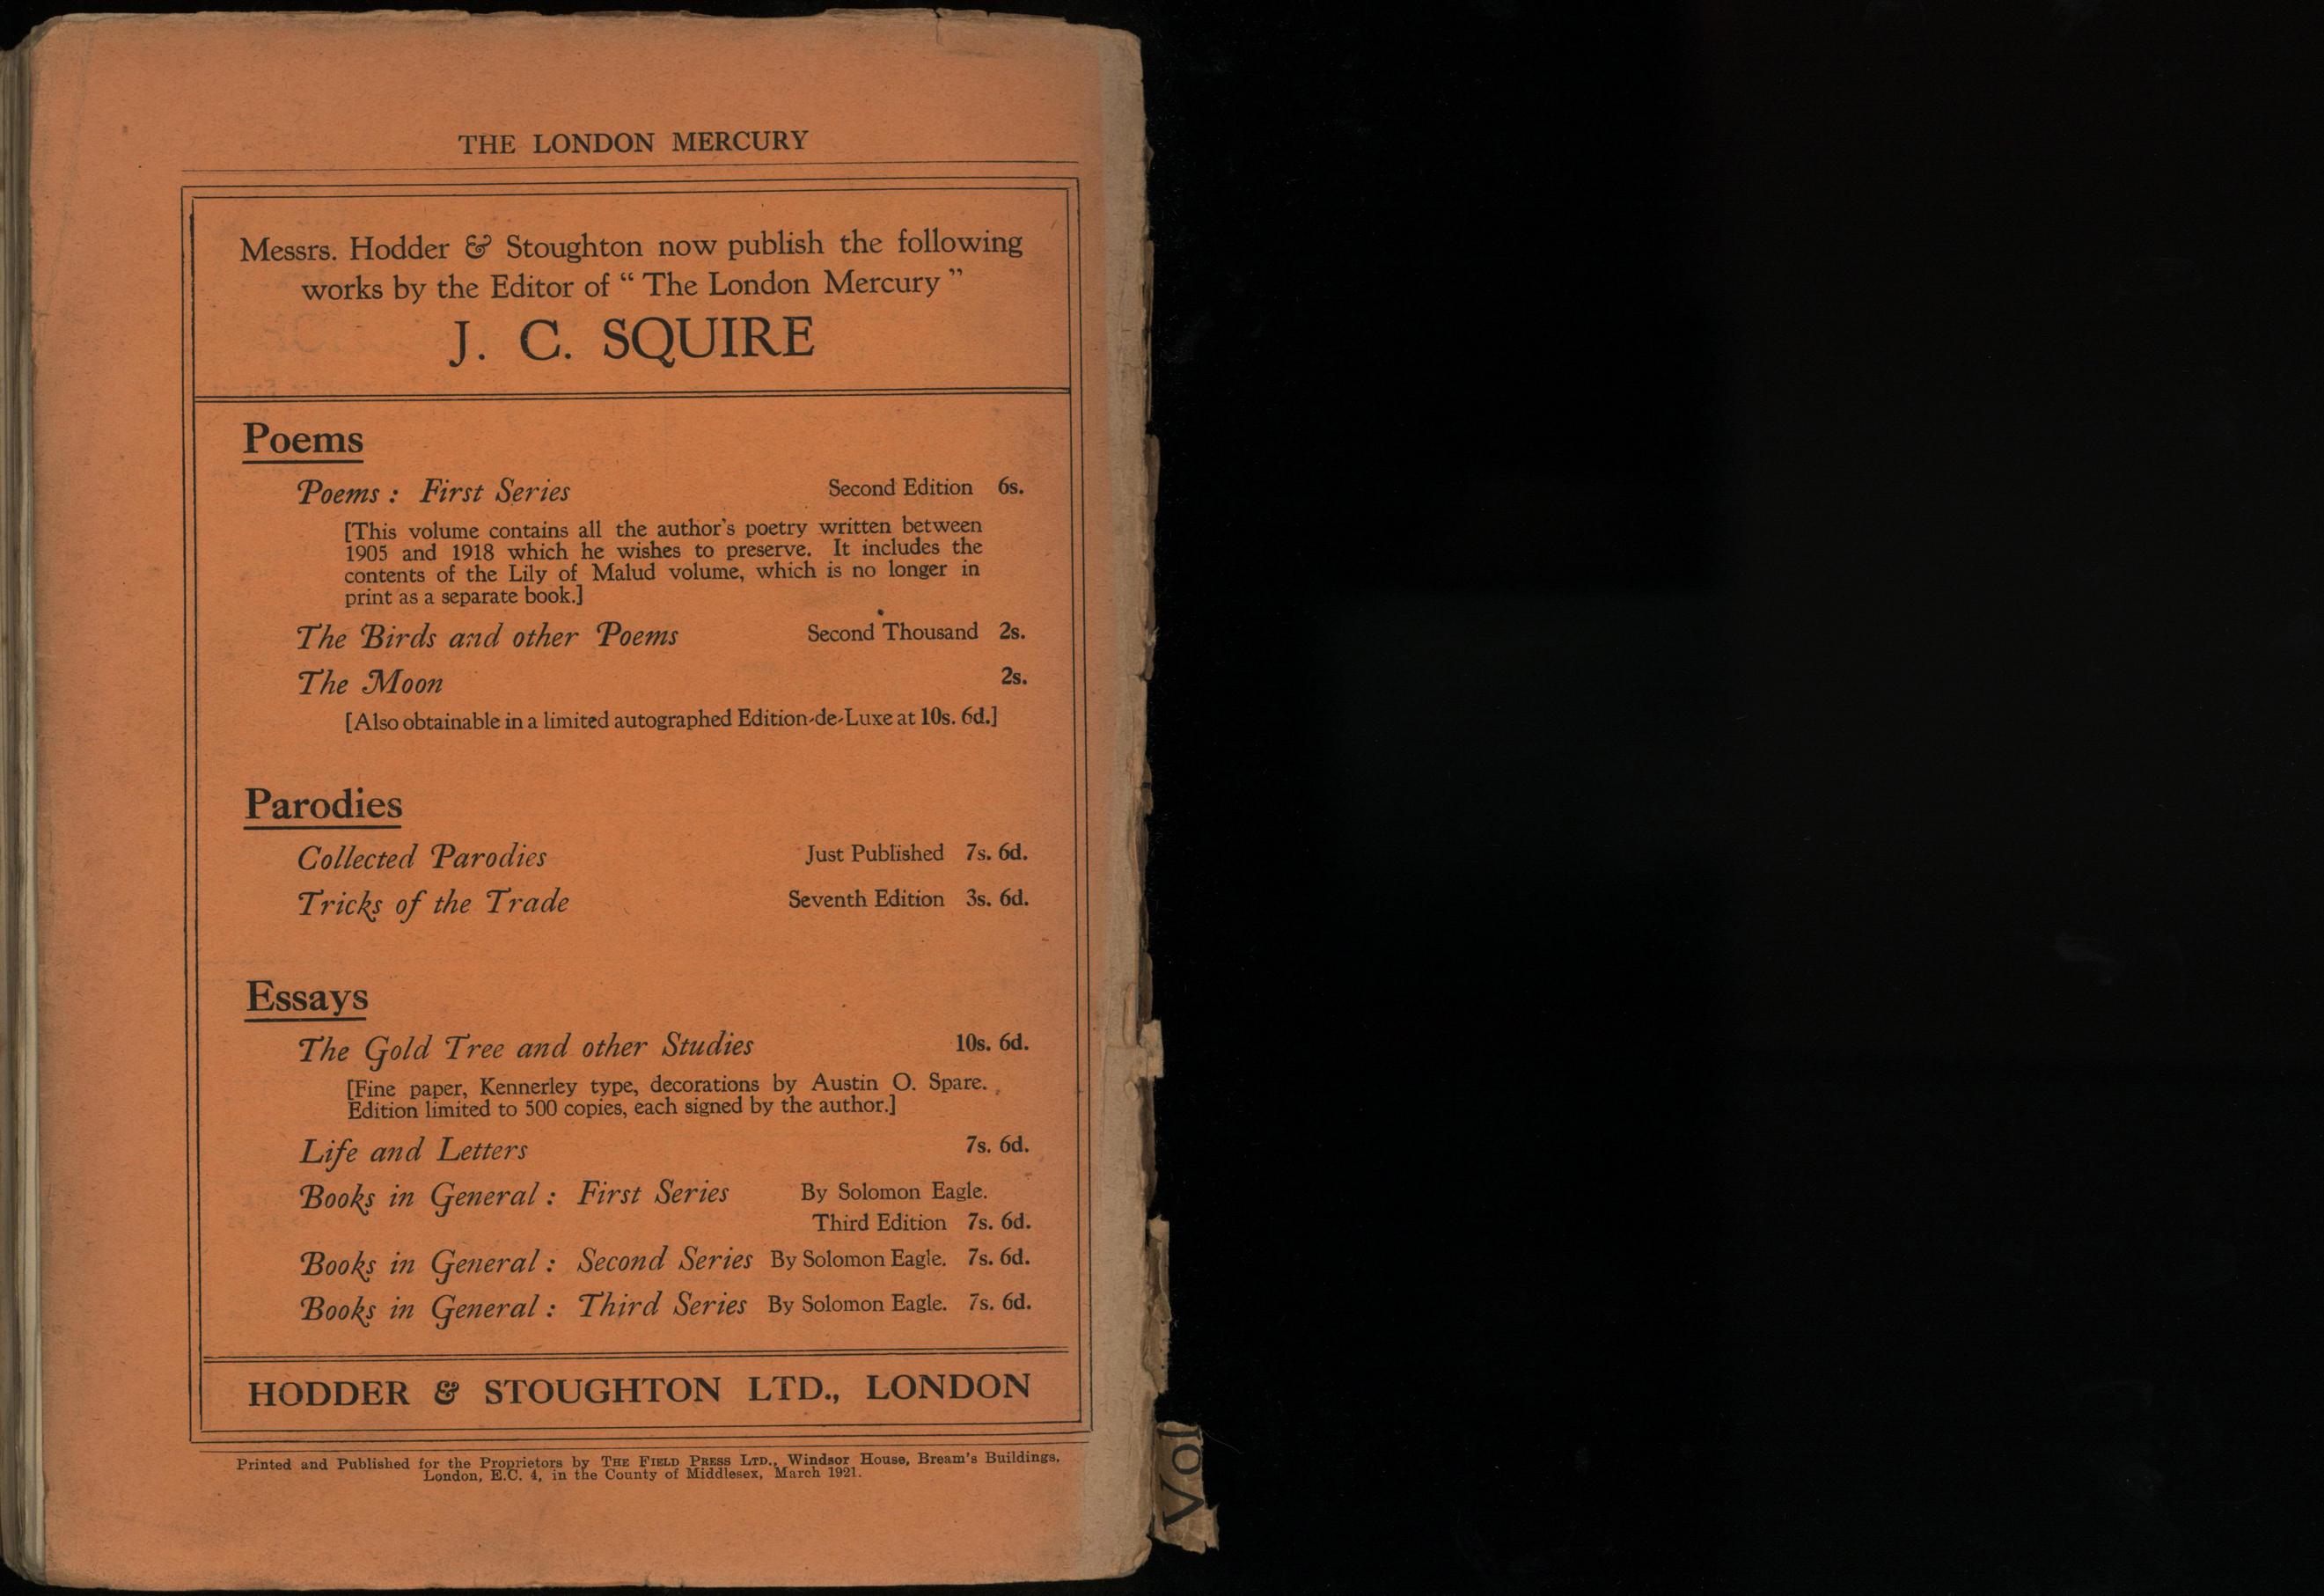 THE LONDON MERCURY
Messrs. Hodder & Stoughton now publish the following
works by the Editor of “ The London Mercury ”
J. C. SQUIRE
Poems
Poems : First Series Second Edition 6s.
[This volume contains all the author's poetry written between
1905 and 1918 which he wishes to preserve. It includes the
contents of the Lily of Malud volume, which is no longer in
print as a separate book.]
The Birds and other Poems Second Thousand 2s.
The Moon 2s.
[Also obtainable in a limited autographed Edition-de-Luxe at 10s. 6d.]
Parodies
Collected Parodies Just Published 7s. 6d.
Tricks of the Trade Seventh Edition 3s. 6d.
Essays
The Gold Tree and other Studies 10s. 6d.
[Fine paper, Kennerley type, decorations by Austin O. Spare.
Edition limited to 500 copies, each signed by the author.]
Life and Letters 7s. 6d.
Books in General : First Series By Solomon Eagle.
Third Edition 7s. 6d.
Books in General : Second Series By Solomon Eagle. 7s. 6d.
Books in General : Third Series By Solomon Eagle. 7s. 6d.
HODDER & STOUGHTON LTD., LONDON
Printed and Published for the Proprietors by THE FIELD PRESS LTD., Windsor House, Bream's Buildings,
London, E.C. 4, in the County of Middlesex, March 1921.
Vol